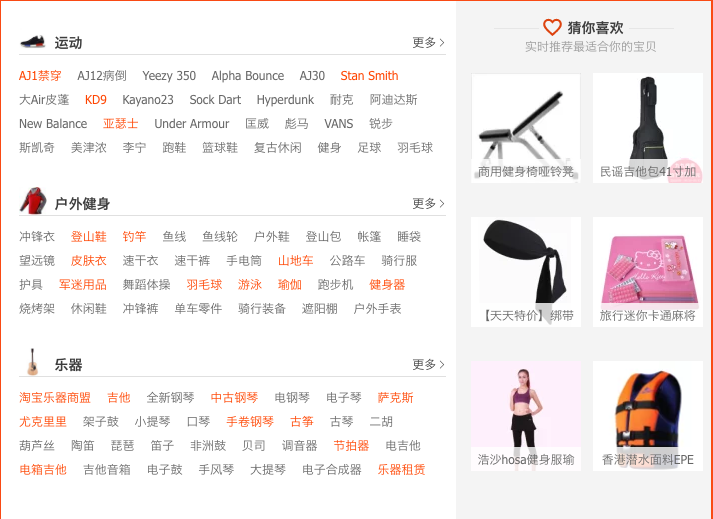 运动 更多
AJ1禁穿 AJ12病倒 Yeezy 350 Alpha Bounce AJ30 Stan Smith
大Air皮蓬 KD9 Kayano23 Sock Dart Hyperdunk 耐克 阿迪达斯
New Balance 亚瑟士 Under Armour 匡威 彪马 VANS 锐步
斯凯奇 美津浓 李宁 跑鞋 篮球鞋 复古休闲 健身 足球 羽毛球
户外健身 更多
冲锋衣 登山鞋 钓竿 鱼线 鱼线轮 户外鞋 登山包 帐篷 睡袋
望远镜 皮肤衣 速干衣 速干裤 手电筒 山地车 公路车 骑行服
护具 军迷用品 舞蹈体操 羽毛球 游泳 瑜伽 跑步机 健身器
烧烤架 休闲鞋 冲锋裤 单车零件 骑行装备 遮阳棚 户外手表
乐器 更多
淘宝乐器商盟 吉他 全新钢琴 中古钢琴 电钢琴 电子琴 萨克斯
尤克里里 架子鼓 小提琴 口琴 手卷钢琴 古筝 古琴 二胡
葫芦丝 陶笛 琵琶 笛子 非洲鼓 贝司 调音器 节拍器 电吉他
电箱吉他 吉他音箱 电子鼓 手风琴 大提琴 电子合成器 乐器租赁
猜你喜欢
实时推荐最适合你的宝贝
商用健身椅哑铃凳
民谣吉他包41寸加
【天天特价】绑带
旅行迷你卡通麻将
浩沙hosa健身服瑜
香港潜水面料EPE